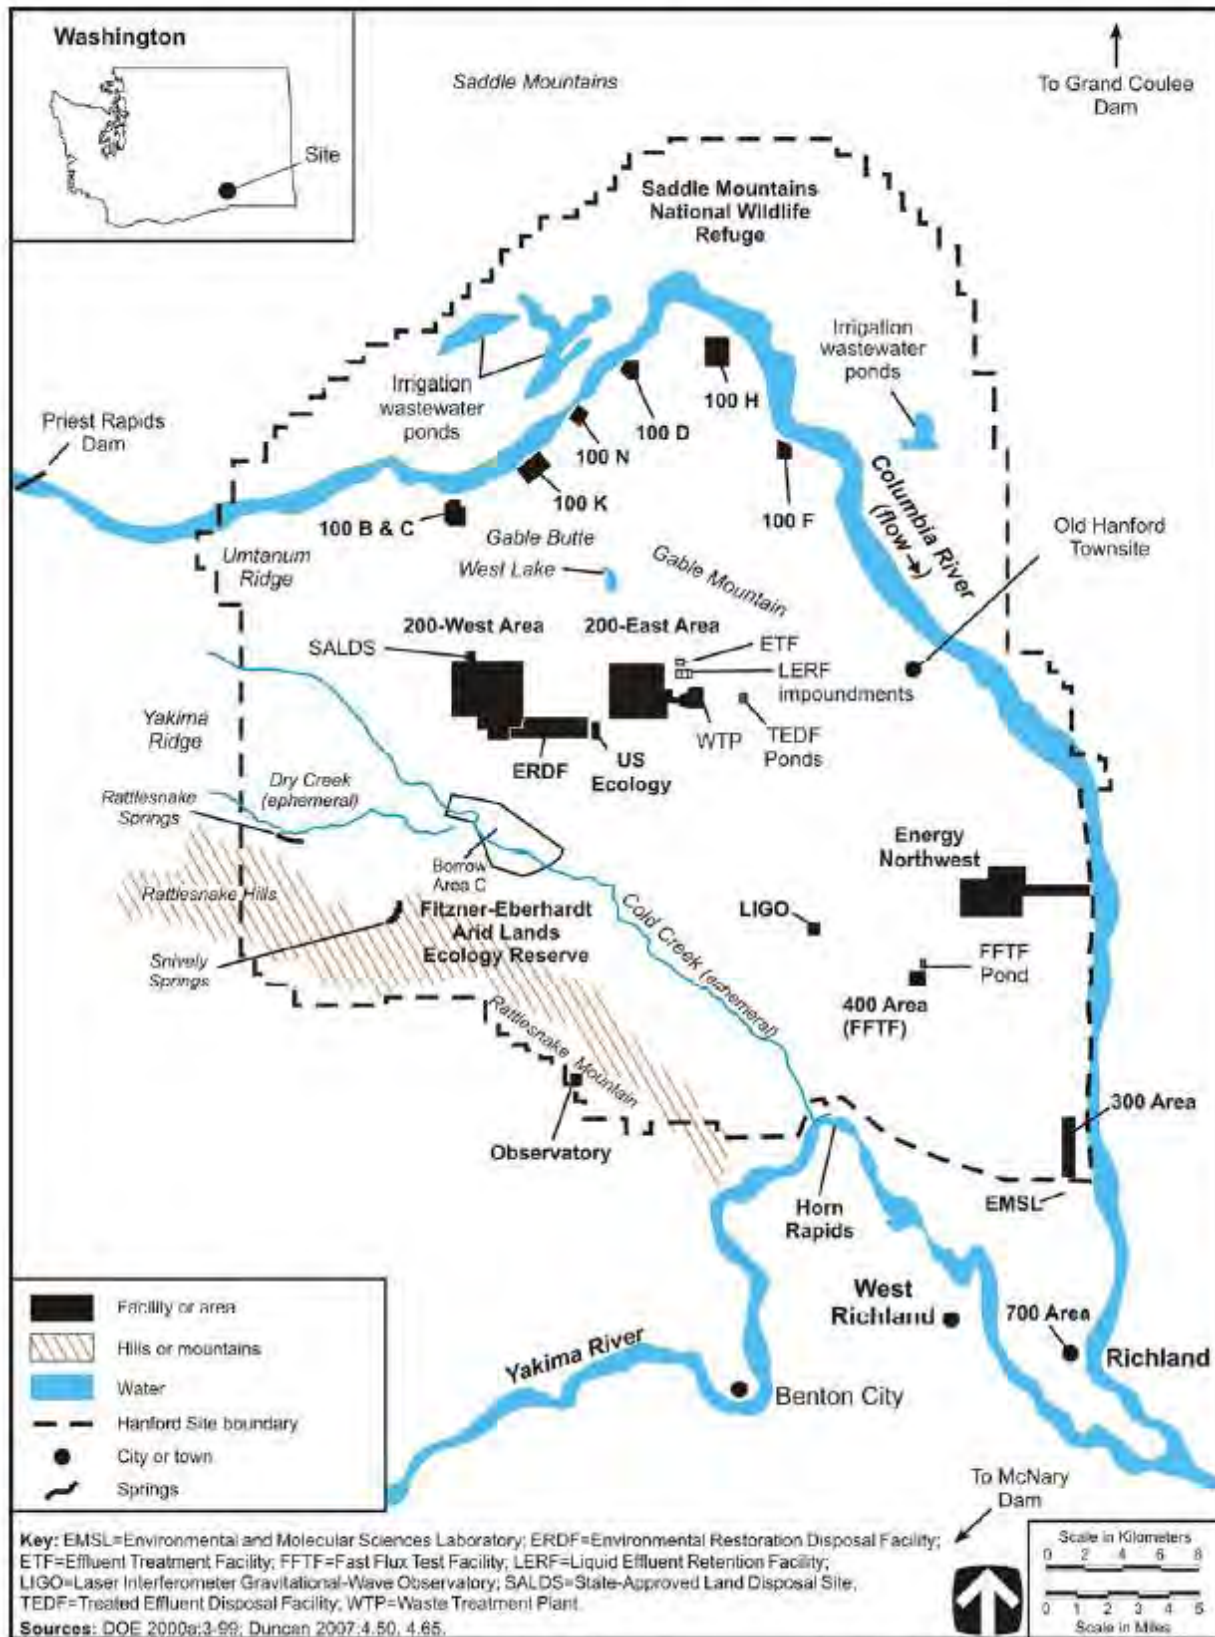 Washington
Site
Saddle Mountains
To Grand Coulee
Dam
Saddle Mountains
National Wildlife
Refuge
Irrigation
wastewater
ponds
Irrigation
wastewater
ponds
Priest Rapids
Dam
100 H
100 D
100 N
100 K
100 B & C
100 F
Columbia River
(flow→)
Old Hanford
Townsite
Gable Butte
West Lake
Gable Mountain
Umtanum
Ridge
200-West Area
200-East Area
SALDS
ETF
LERF
impoundments
WTP
TEDF
Ponds
ERDF
US
Ecology
Yakima
Ridge
Dry Creek
(ephemeral)
Rattlesnake
Springs
Borrow
Area C
Rattlesnake Hills
Fitzner-Eberhardt
Arid Lands
Ecology Reserve
Cold Creek (ephemeral)
Snively
Springs
Energy
Northwest
LIGO
FFTF
Pond
400 Area
(FFTF)
Rattlesnake Mountain
Observatory
300 Area
EMSL
Horn
Rapids
West
Richland
700 Area
Richland
Yakima River
Benton City
Facility or area
Hills or mountains
Water
Hanford Site boundary
City or town
Springs
To McNary
Dam
Key: EMSL=Environmental and Molecular Sciences Laboratory; ERDF=Environmental Restoration Disposal Facility;
ETF=Effluent Treatment Facility; FFTF=Fast Flux Test Facility; LERF=Liquid Effluent Retention Facility;
LIGO=Laser Interferometer Gravitational-Wave Observatory; SALDS=State-Approved Land Disposal Site;
TEDF=Treated Effluent Disposal Facility; WTP=Waste Treatment Plant.
Sources: DOE 2000a:3-99; Duncan 2007:4.50, 4.65.
Scale in Kilometers
0 2 4 6 8
0 1 2 3 4 5
Scale in Miles